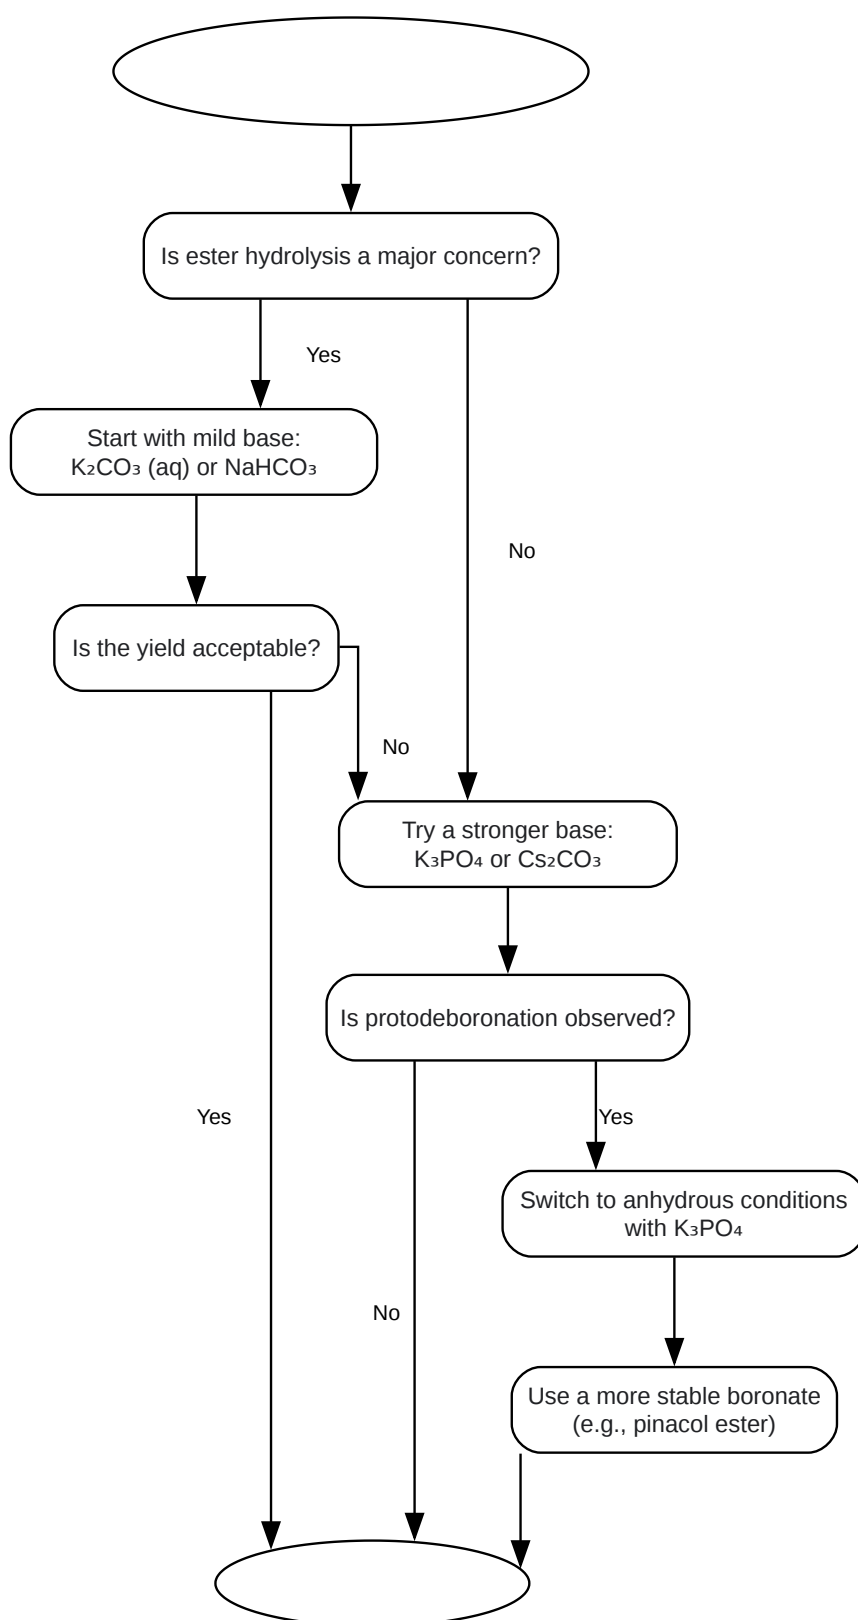 Is ester hydrolysis a major concern?
Yes
Start with mild base:
K₂CO₃ (aq) or NaHCO₃
No
Is the yield acceptable?
No
Try a stronger base:
K₃PO₄ or Cs₂CO₃
Is protodeboronation observed?
Yes
Yes
Switch to anhydrous conditions
with K₃PO₄
No
Use a more stable boronate
(e.g., pinacol ester)